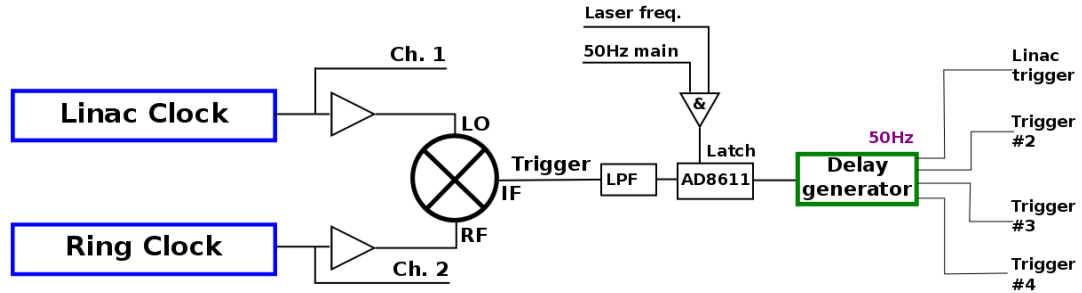 Laser freq.
50Hz main
Ch. 1
Linac Clock
LO
&
Linac
trigger
Trigger
#2
50Hz
Trigger
IF
LPF
Latch
AD8611
Delay
generator
RF
Ring Clock
Ch. 2
Trigger
#3
Trigger
#4